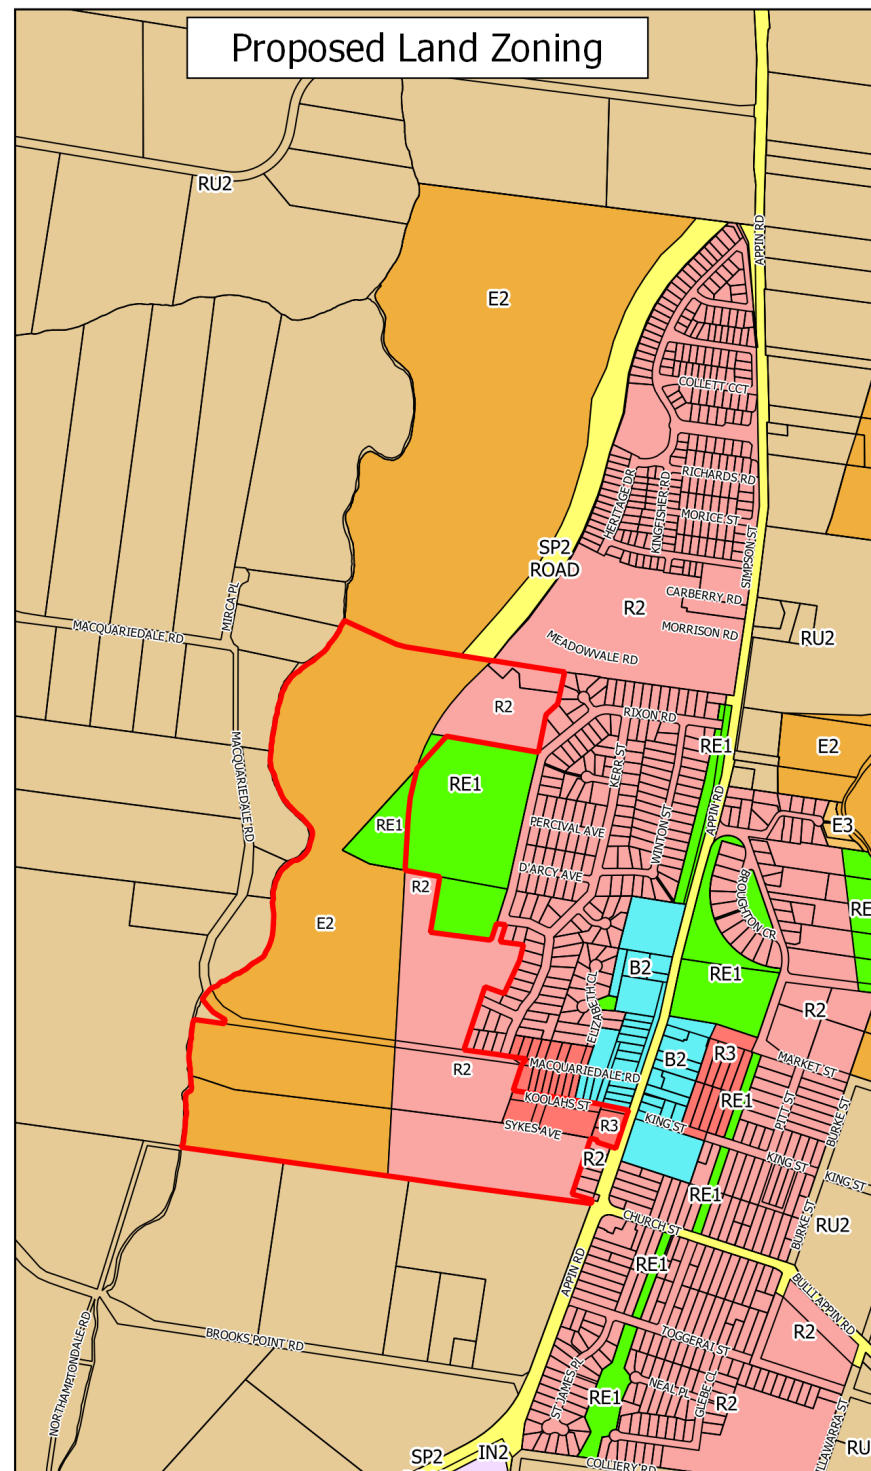 Proposed Land Zoning
RU2
APPIN RD
E2
COLLETT CCT
RICHARDS RD
HERITAGE DR
KINGFISHER RD
MORICE ST
SIMPSON ST
SP2
ROAD
MIRCA PL
CARBERRY RD
R2
MACQUARIEDALE RD
MORRISON RD
RU2
MEADOWVALE RD
R2
RIXON RD
MACQUARIEDALE RD
KERR ST
RE1
E2
RE1
APPIN RD
RE1
PERCIVAL AVE
WINTON ST
E3
D'ARCY AVE
R2
BROUGHTON CR
RE
E2
B2
RE1
ELIZABETH CL
R2
R2
MACQUARIEDALE RD
B2
R3
MARKET ST
KOOLAHS ST
RE1
PITT ST
BURKE ST
SYKES AVE
R3
KING ST
R2
KING ST
KING ST
RE1
BURKE ST
CHURCH ST
RU2
RE1
APPIN RD
BULLI APPIN RD
NORTHAMPTONDALE RD
BROOKS POINT RD
TOGGERAI ST
R2
ST JAMES PL
NEAL PL
GLEBE CL
RE1
R2
LLAWARRA ST
SP2
IN2
RU
COLLIERY RD